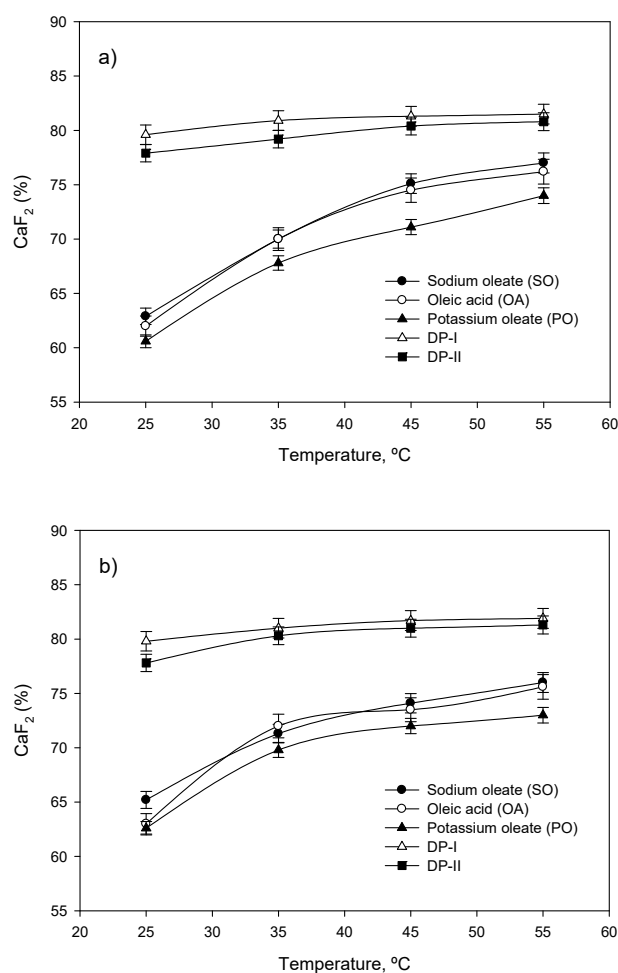 a)
90
85
80
75
70
65
60
55
CaF₂ (%)
Sodium oleate (SO)
Oleic acid (OA)
Potassium oleate (PO)
DP-I
DP-II
20 25 30 35 40 45 50 55 60
Temperature, ºC
b)
90
85
80
75
70
65
60
55
CaF₂ (%)
Sodium oleate (SO)
Oleic acid (OA)
Potassium oleate (PO)
DP-I
DP-II
20 25 30 35 40 45 50 55 60
Temperature, ºC